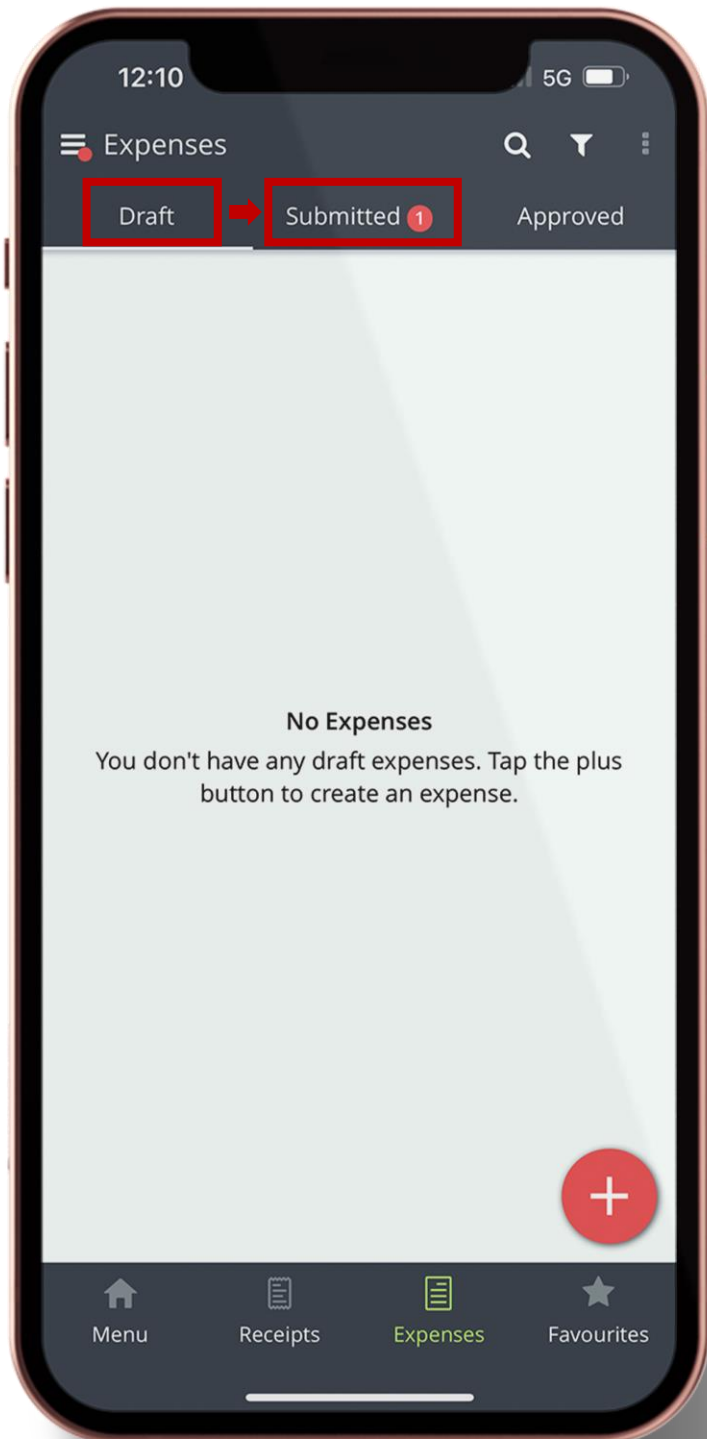 12:10 5G
Expenses
Draft Submitted 1 Approved
No Expenses
You don't have any draft expenses. Tap the plus
button to create an expense.
Menu Receipts Expenses Favourites